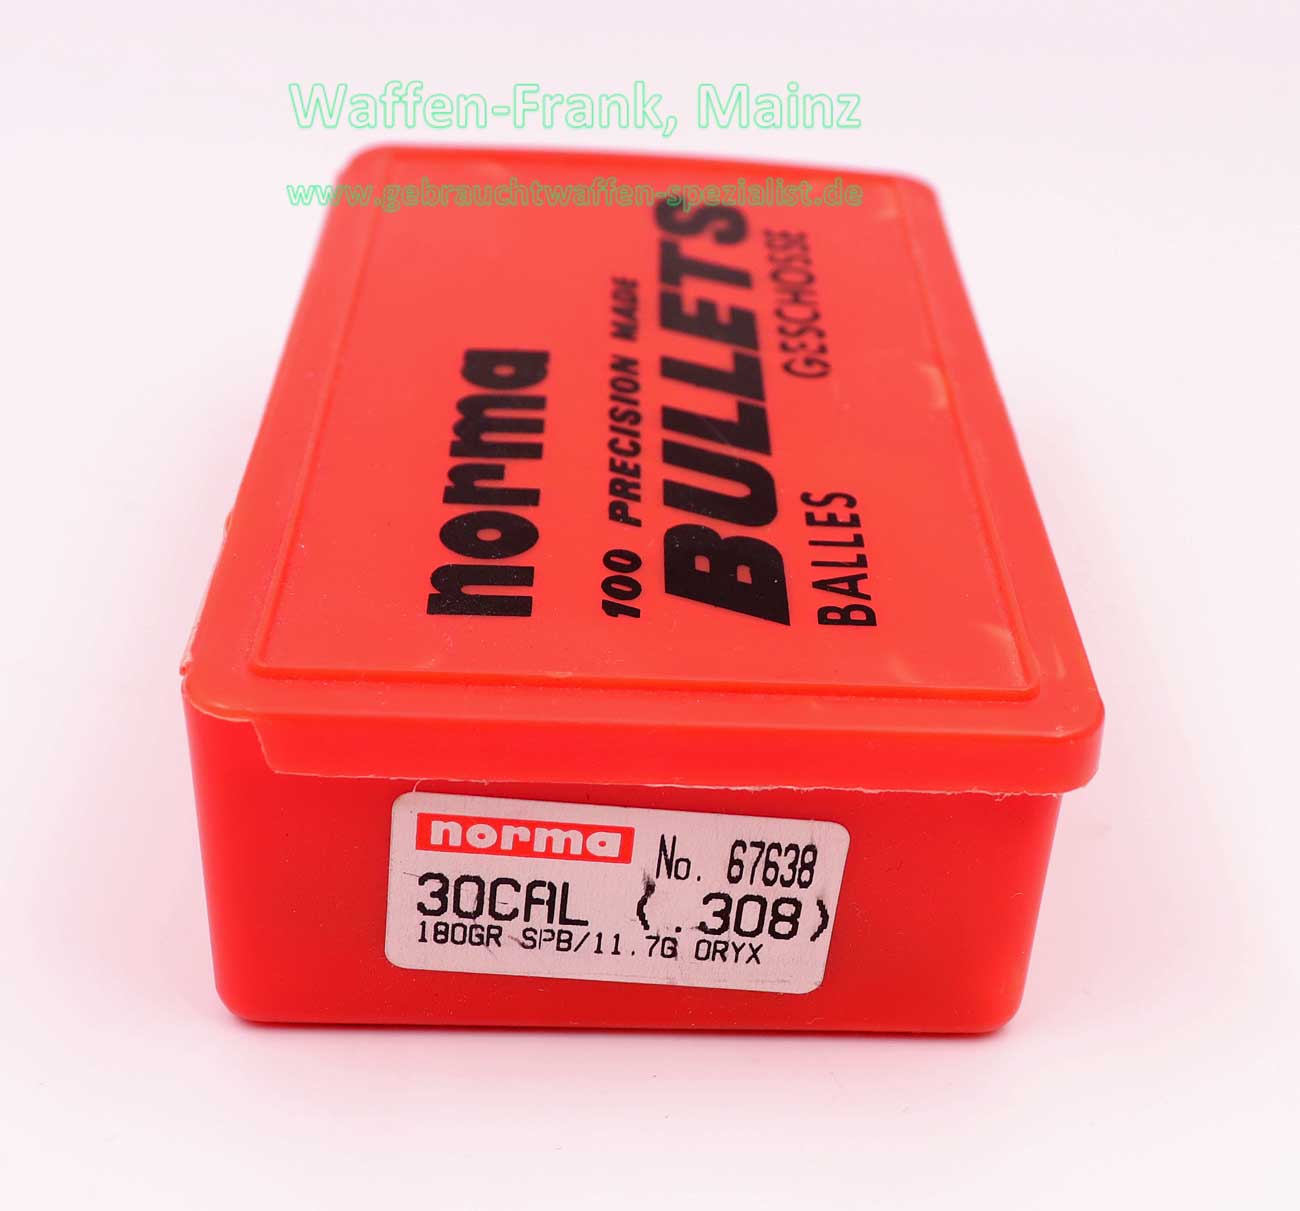 Waffen-Frank, Mainz
www.gebrauchtwaffen-spezialist.de
norma
100 PRECISION MADE
BULLETS
BALLES GESCHOSSE
norma No. 67638
30CAL (.308)
180GR SPB/11.7G ORYX